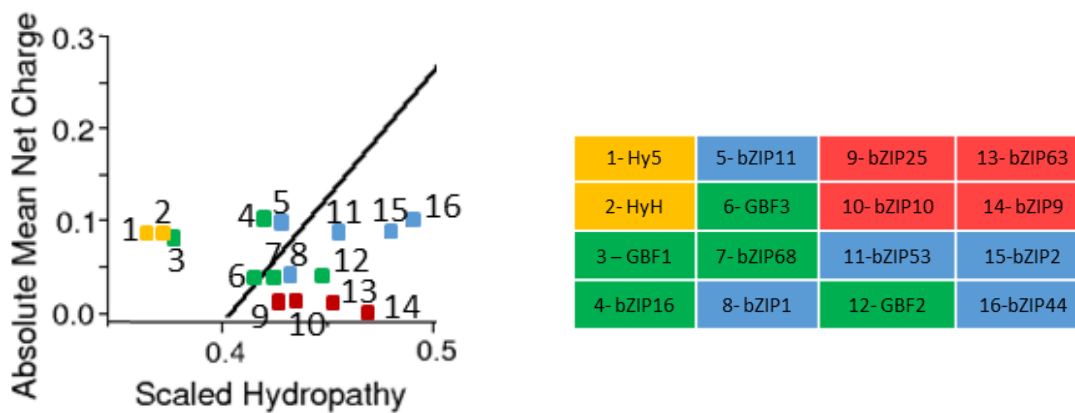 Absolute Mean Net Charge
0.3
0.2
0.1
0.0
0.4
0.5
Scaled Hydropathy
1
2
3
4
5
6
7
8
9
10
11
12
13
14
15
16
1- Hy5
5- bZIP11
9- bZIP25
13- bZIP63
2- HyH
6- GBF3
10- bZIP10
14- bZIP9
3 – GBF1
7- bZIP68
11-bZIP53
15-bZIP2
4- bZIP16
8- bZIP1
12- GBF2
16-bZIP44